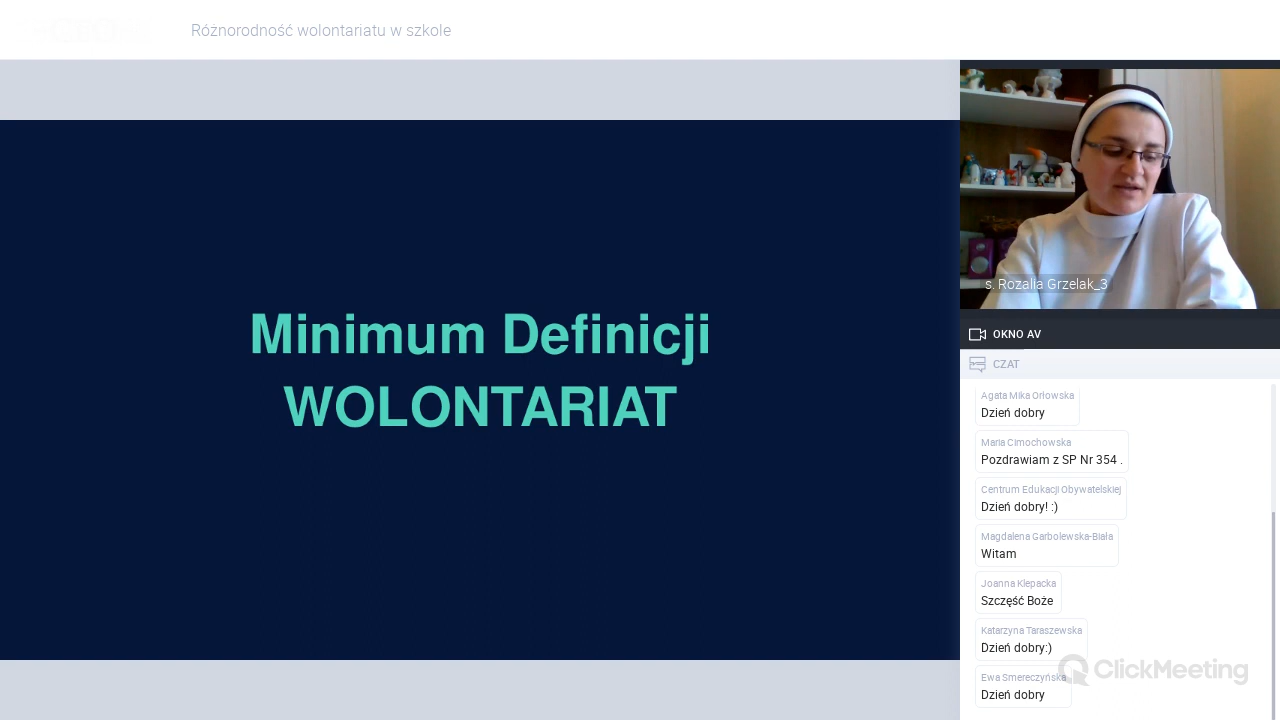 Różnorodność wolontariatu w szkole
Minimum Definicji
WOLONTARIAT
s. Rozalia Grzelak_3
OKNO AV
CZAT
Agata Mika Orłowska
Dzień dobry
Maria Cimochowska
Pozdrawiam z SP Nr 354 .
Centrum Edukacji Obywatelskiej
Dzień dobry! :)
Magdalena Garbolewska-Biała
Witam
Joanna Klepacka
Szczęść Boże
Katarzyna Taraszewska
Dzień dobry:)
Ewa Smereczyńska
Dzień dobry
ClickMeeting